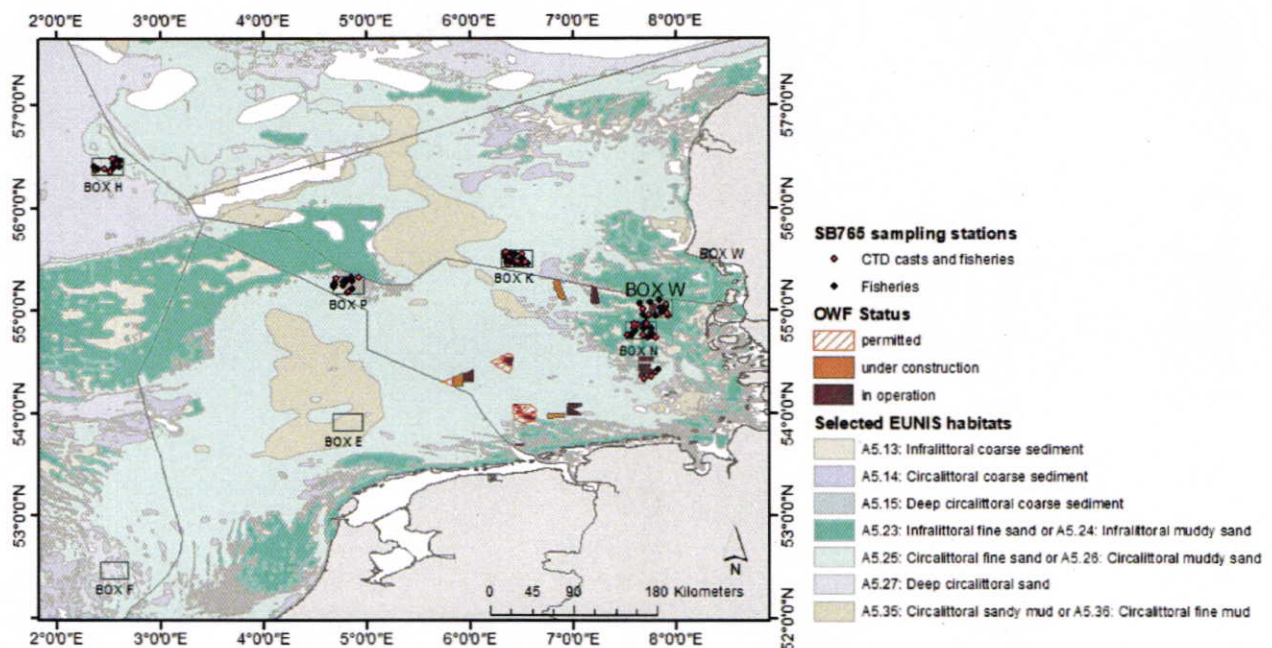 2°0'0"E 3°0'0"E 4°0'0"E 5°0'0"E 6°0'0"E 7°0'0"E 8°0'0"E
57°0'0"N 57°0'0"N
56°0'0"N 56°0'0"N
55°0'0"N 55°0'0"N
54°0'0"N 54°0'0"N
53°0'0"N 53°0'0"N
52°0'0"N
BOX H
BOX W
BOX K
BOX P
BOX W
BOX N
BOX E
BOX F
N
0 45 90 180 Kilometers
2°0'0"E 3°0'0"E 4°0'0"E 5°0'0"E 6°0'0"E 7°0'0"E 8°0'0"E
SB765 sampling stations
CTD casts and fisheries
Fisheries
OWF Status
permitted
under construction
in operation
Selected EUNIS habitats
A5.13: Infralittoral coarse sediment
A5.14: Circalittoral coarse sediment
A5.15: Deep circalittoral coarse sediment
A5.23: Infralittoral fine sand or A5.24: Infralittoral muddy sand
A5.25: Circalittoral fine sand or A5.26: Circalittoral muddy sand
A5.27: Deep circalittoral sand
A5.35: Circalittoral sandy mud or A5.36: Circalittoral fine mud